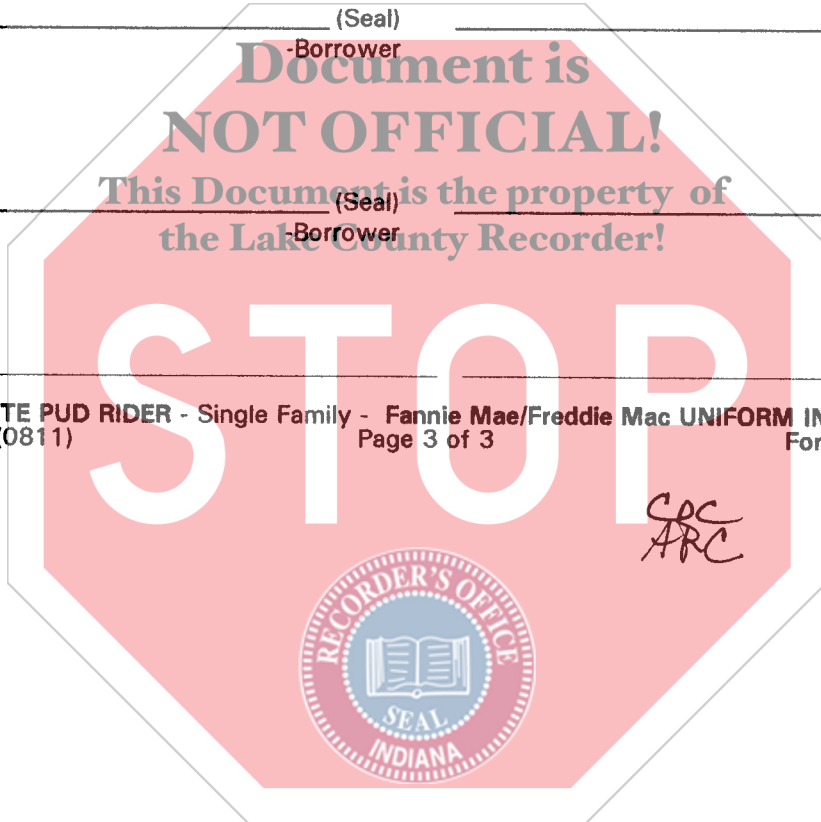 (Seal)
-Borrower
Document is
NOT OFFICIAL!
This Document is the property of
(Seal)
the Lake County Recorder!
-Borrower
STOP
TE PUD RIDER - Single Family - Fannie Mae/Freddie Mac UNIFORM IN
(0811) Page 3 of 3 For
CDC
ARC
RECORDER'S OFFICE
SEAL
INDIANA